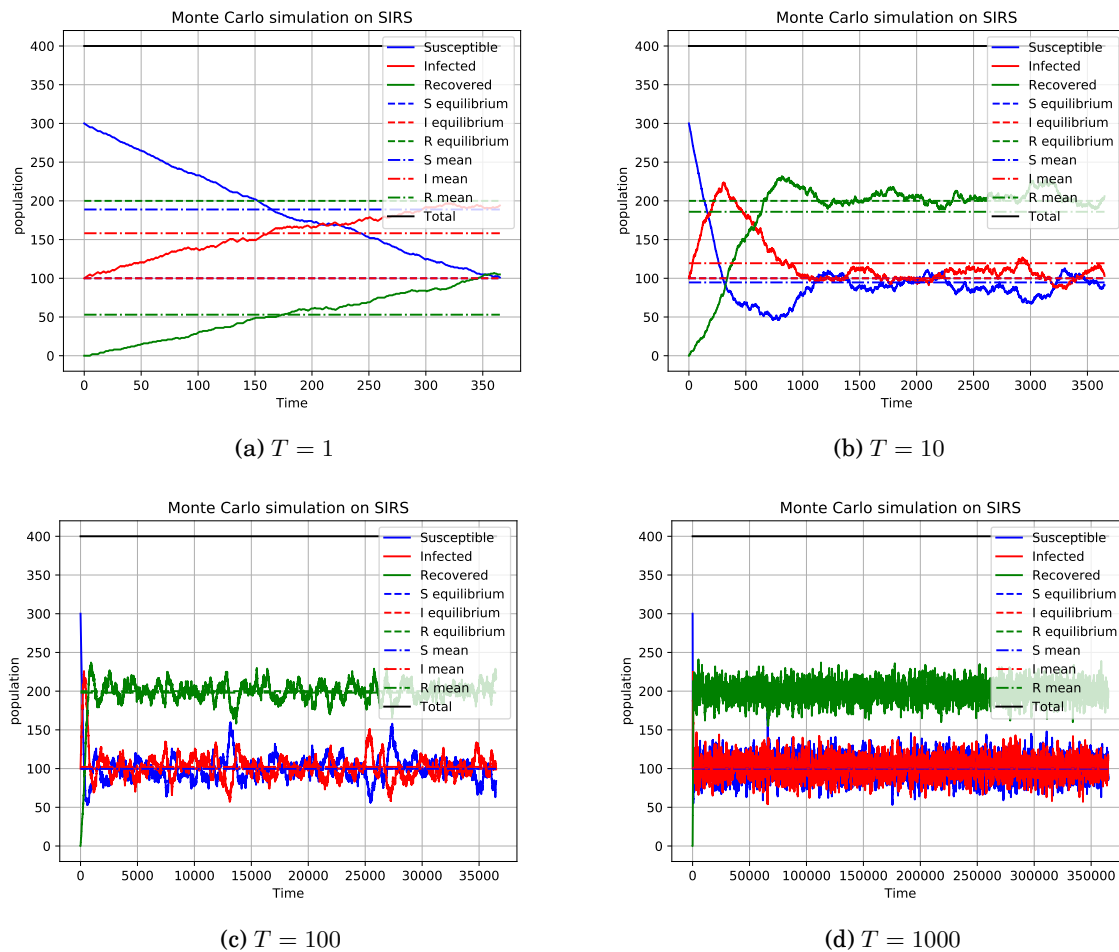 Monte Carlo simulation on SIRS
400
350
300
250
200
150
100
50
0
population
0
50
100
150
200
250
300
350
Time
Susceptible
Infected
Recovered
S equilibrium
I equilibrium
R equilibrium
S mean
I mean
R mean
Total
(a) T = 1
Monte Carlo simulation on SIRS
400
350
300
250
200
150
100
50
0
population
0
500
1000
1500
2000
2500
3000
3500
Time
Susceptible
Infected
Recovered
S equilibrium
I equilibrium
R equilibrium
S mean
I mean
R mean
Total
(b) T = 10
Monte Carlo simulation on SIRS
400
350
300
250
200
150
100
50
0
population
0
5000
10000
15000
20000
25000
30000
35000
Time
Susceptible
Infected
Recovered
S equilibrium
I equilibrium
R equilibrium
S mean
I mean
R mean
Total
(c) T = 100
Monte Carlo simulation on SIRS
400
350
300
250
200
150
100
50
0
population
0
50000
100000
150000
200000
250000
300000
350000
Time
Susceptible
Infected
Recovered
S equilibrium
I equilibrium
R equilibrium
S mean
I mean
R mean
Total
(d) T = 1000